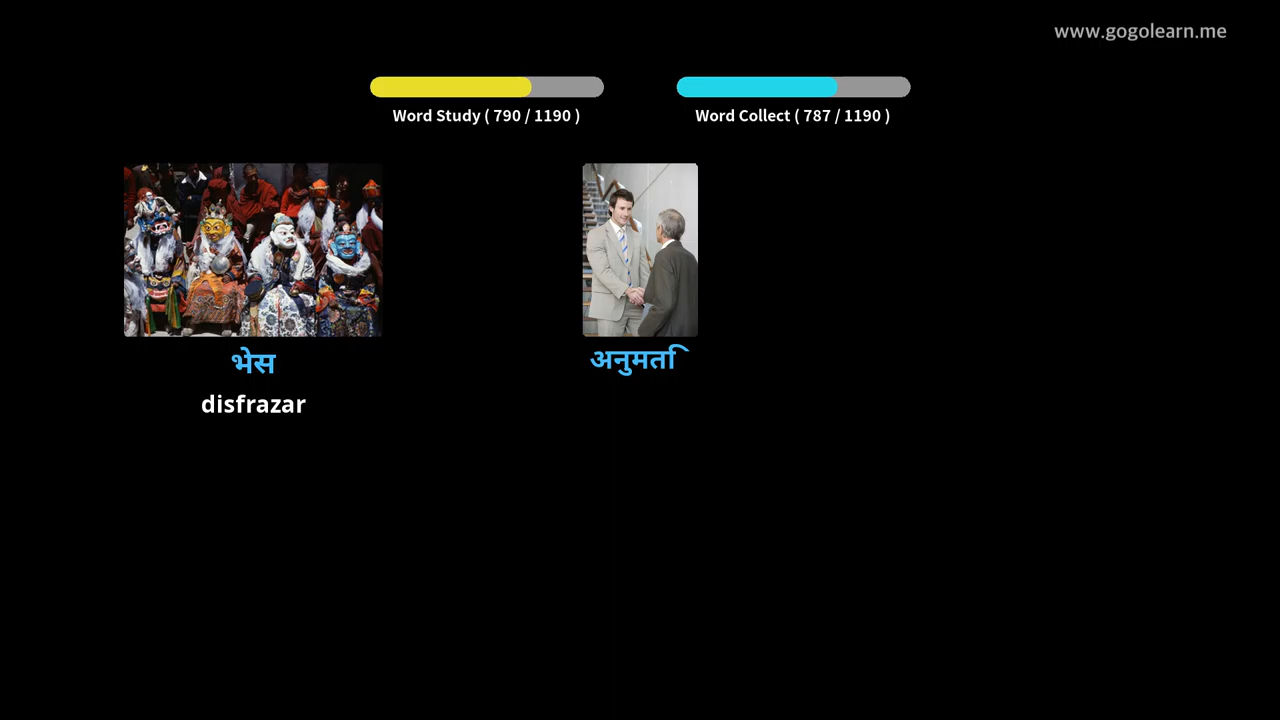 www.gogolearn.me
Word Study ( 790 / 1190 )
Word Collect ( 787 / 1190 )
भेस
अनुमति
disfrazar